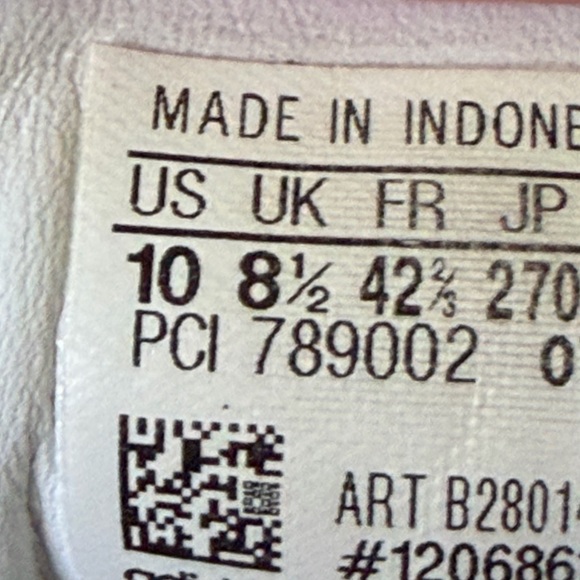 MADE IN INDONE
US UK FR JP
10 8½ 42⅔ 270
PCI 789002 0
ART B2801
#120686